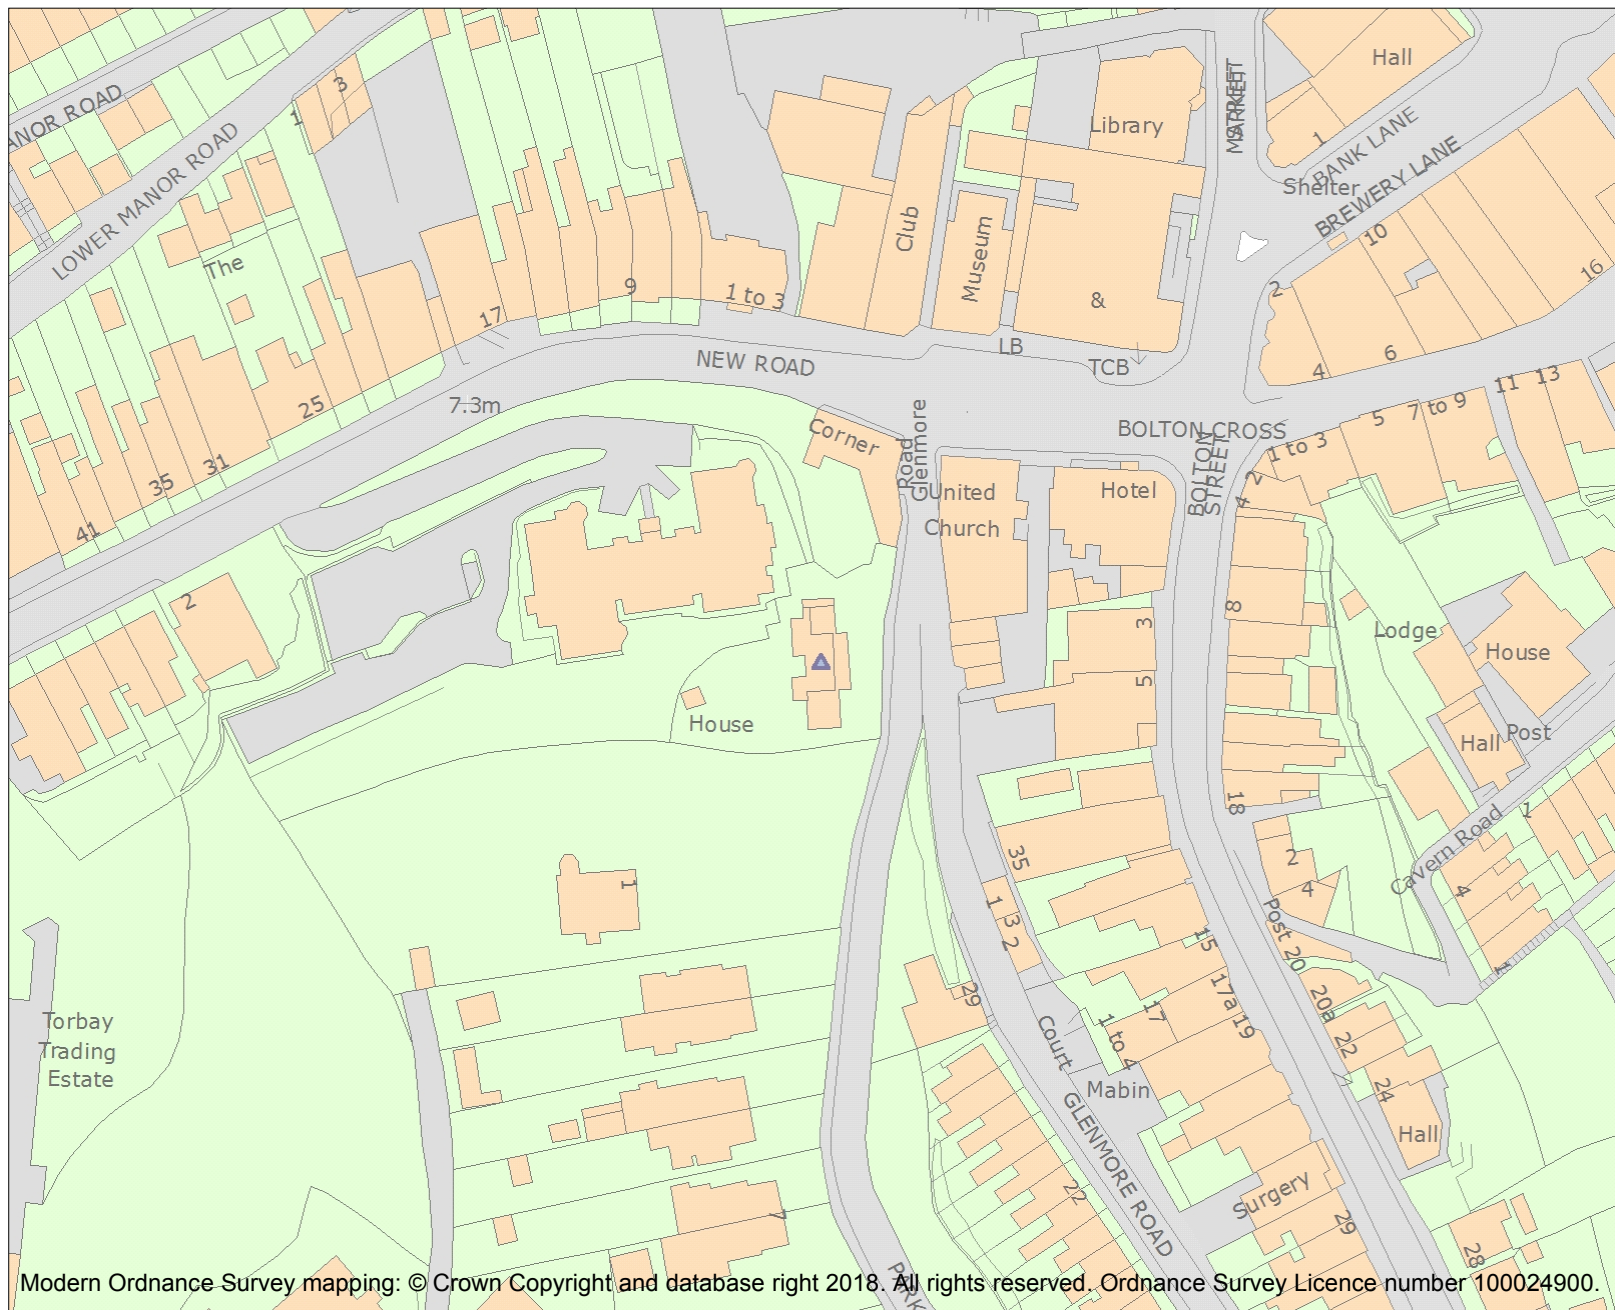 Hall
3
MANOR ROAD
1
Library
MARKET
STREET
1
BANK LANE
LOWER MANOR ROAD
Shelter
BREWERY LANE
The
Club
Museum
10
16
9
1 to 3
&
2
17
LB
TCB
NEW ROAD
6
4
11
13
25
7.3m
Corner
Glenmore
Road
BOLTON CROSS
5
7 to 9
1 to 3
BOLTON
STREET
2
4
31
35
41
United
Church
Hotel
2
8
3
Lodge
House
5
House
Hall
Post
18
1
Cavern Road
35
2
4
4
1
1
3
2
Post
20
15
1
29
17a
19
17
20a
22
Torbay
Trading
Estate
Court
1 to 4
Mabin
24
Hall
GLENMORE ROAD
22
Surgery
7
29
28
PARK
Modern Ordnance Survey mapping: © Crown Copyright and database right 2018. All rights reserved. Ordnance Survey Licence number 100024900.